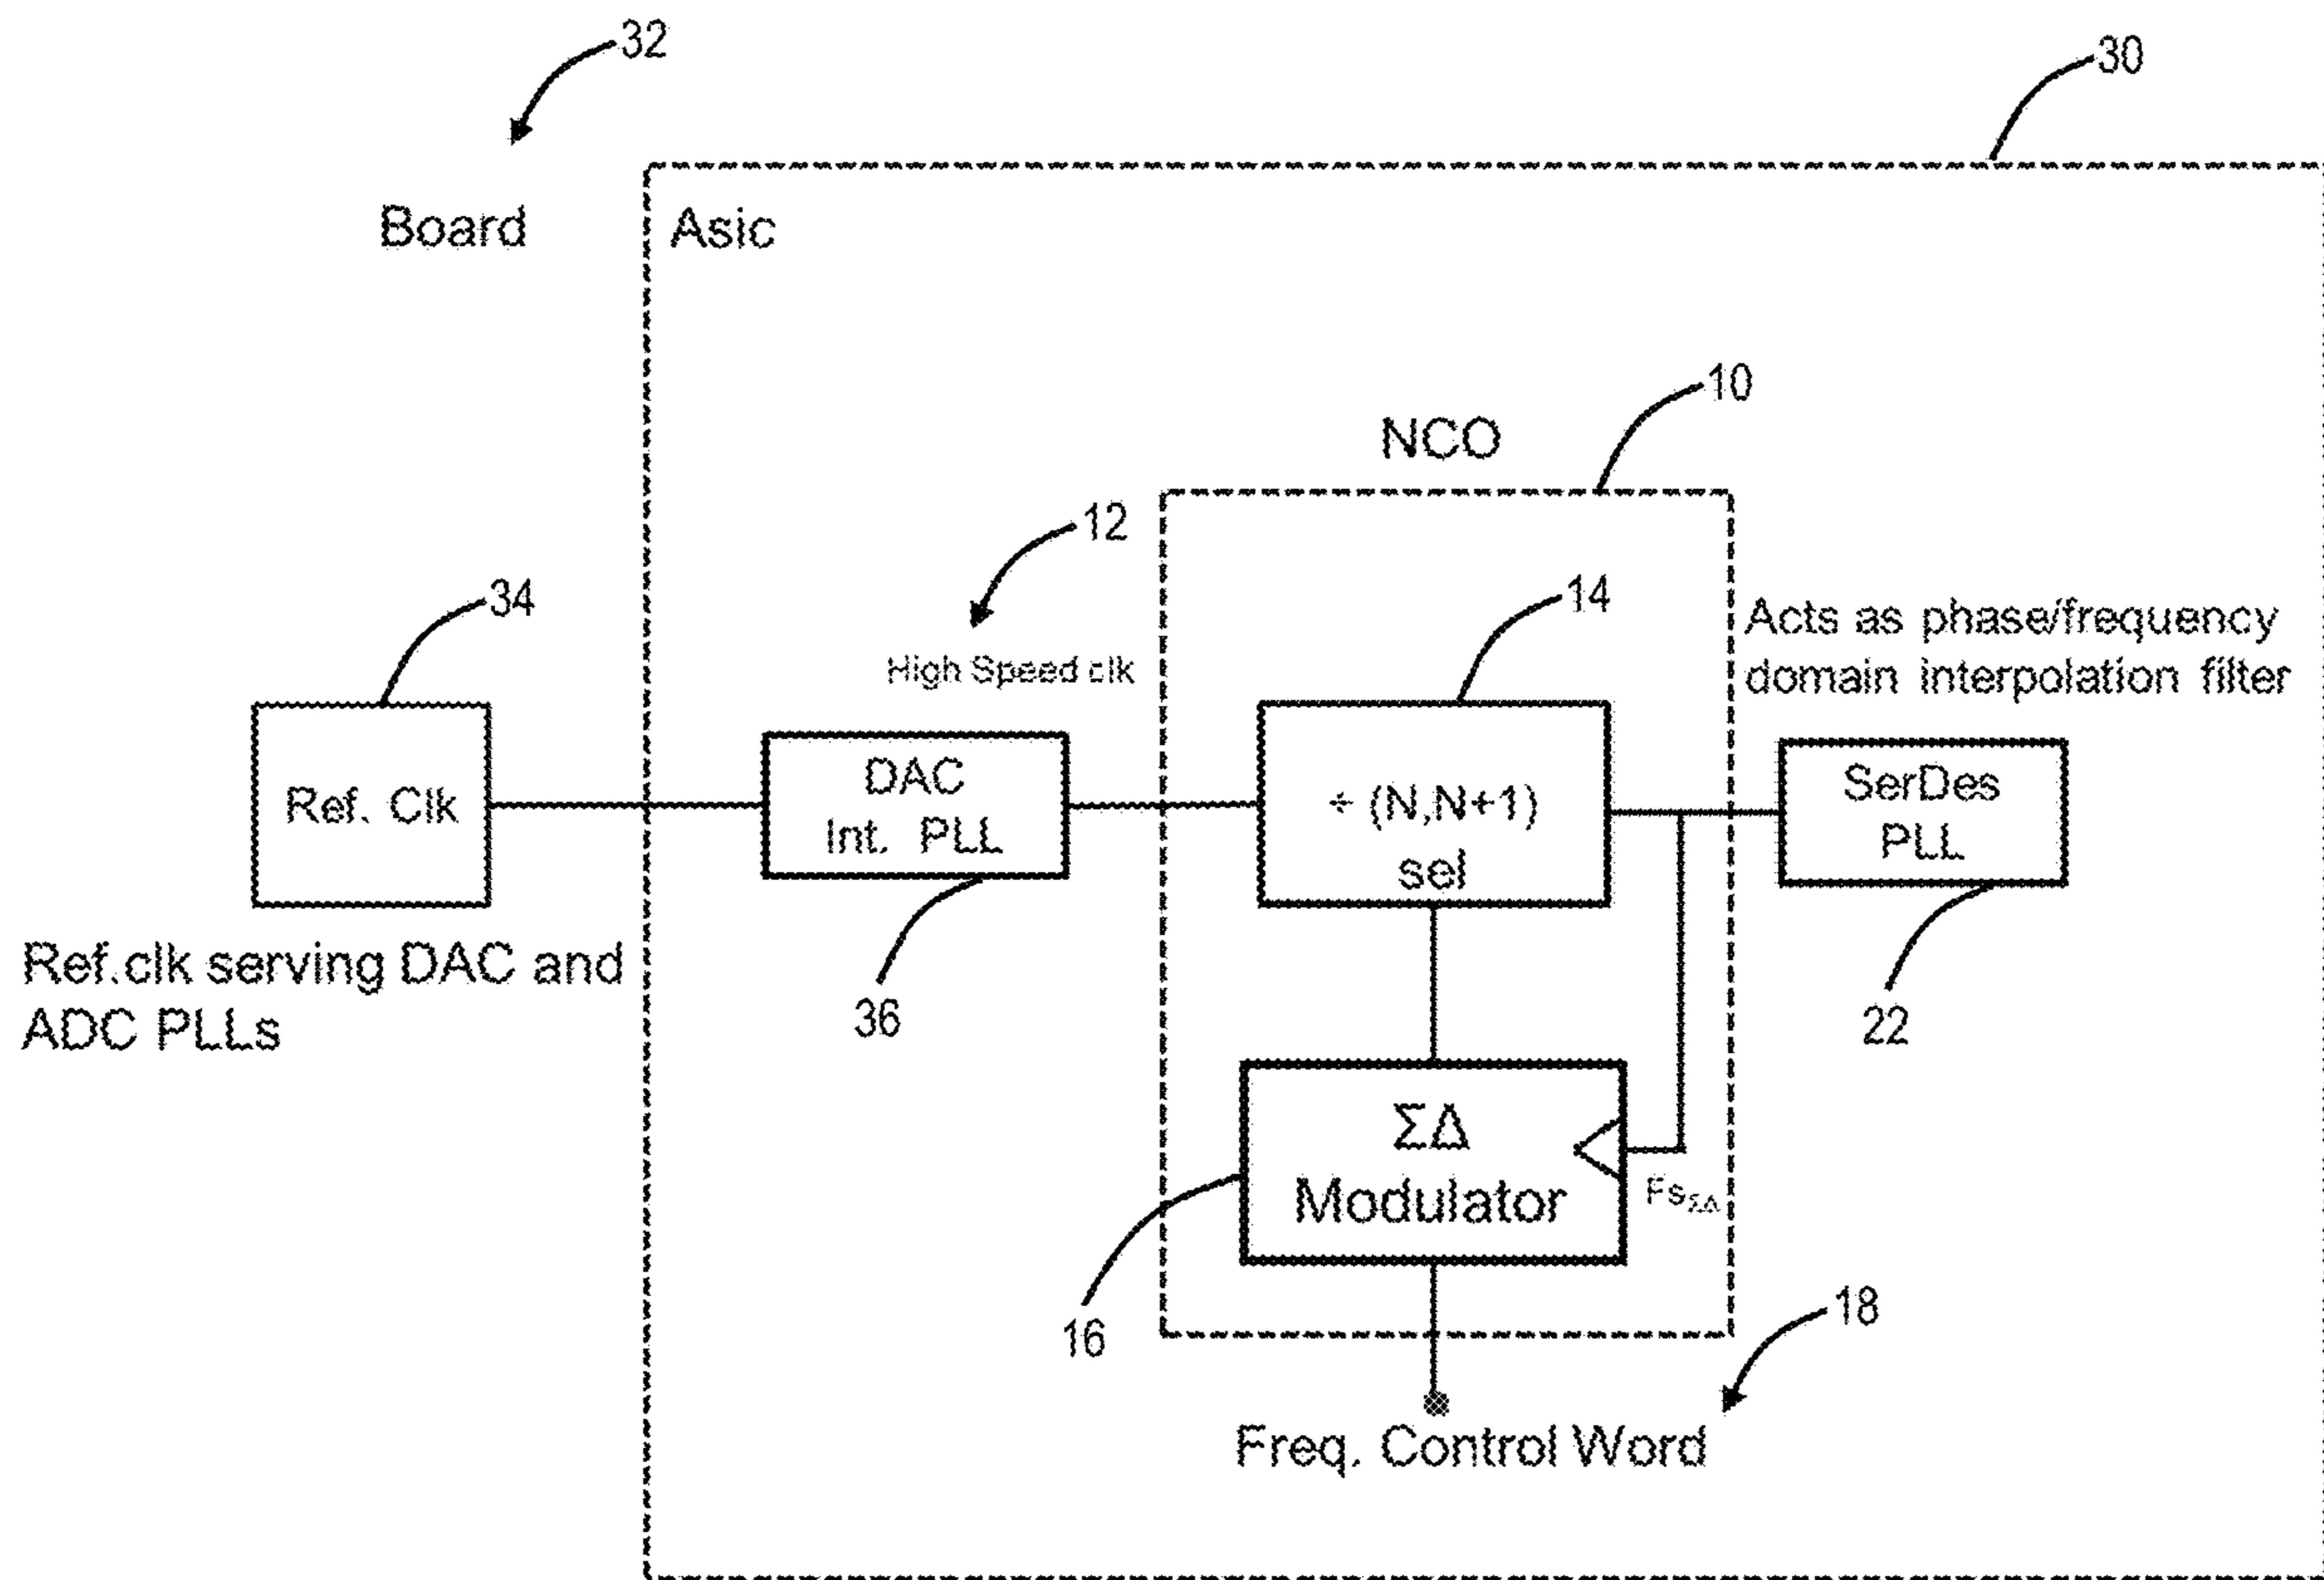 32
30
Board
Asic
10
NCO
12
34
14
High Speed clk
Acts as phase/frequency
domain interpolation filter
Ref. Clk
DAC
Int. PLL
÷ (N,N+1)
sel
SerDes
PLL
Ref.clk serving DAC and
ADC PLLs
36
22
ΣΔ
Modulator
FsΣΔ
16
18
Freq. Control Word